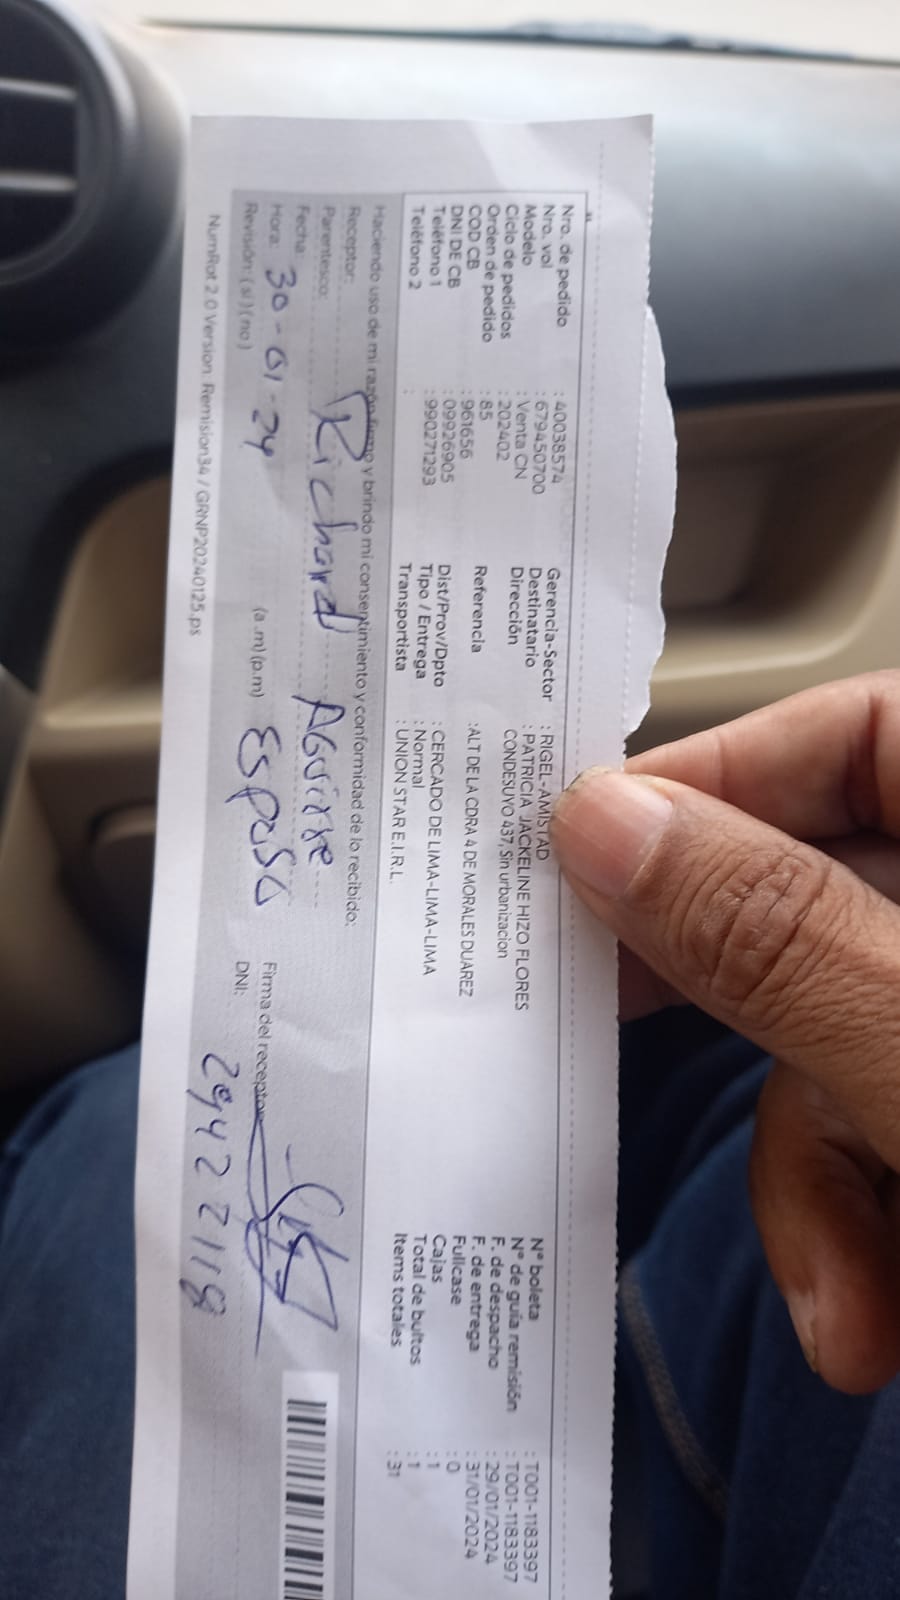 Nro. de pedido : 40038574
Nro. vol : 679450700
Modelo : Venta CN
Ciclo de pedidos : 202402
Orden de pedido : 85
COD CB : 961656
DNI DE CB : 09926905
Teléfono 1 : 990271293
Teléfono 2 :
Gerencia-Sector : RIGEL-AMISTAD
Destinatario : PATRICIA JACKELINE HIZO FLORES
Dirección CONDESUYO 437, Sin urbanizacion
Referencia :ALT DE LA CDRA 4 DE MORALES DUAREZ
Dist/Prov/Dpto : CERCADO DE LIMA-LIMA-LIMA
Tipo / Entrega : Normal
Transportista : UNION STAR E.I.R.L.
N° boleta : T001-1183397
N° de guía remisión : T001-1183397
F. de despacho : 29/01/2024
F. de entrega : 31/01/2024
Fullcase : 0
Cajas : 1
Total de bultos : 1
Items totales : 31
Haciendo uso de mi razón firmo y brindo mi consentimiento y conformidad de lo recibido:
Receptor:
Parentesco: Richard Aguirre
Fecha:
Hora: 30-01-24 (a.m) (p.m) Esposo
Revisión: (si) (no)
Firma del receptor
DNI:
NumRot 2.0 Version: Remision34 / GRNP20240125.ps